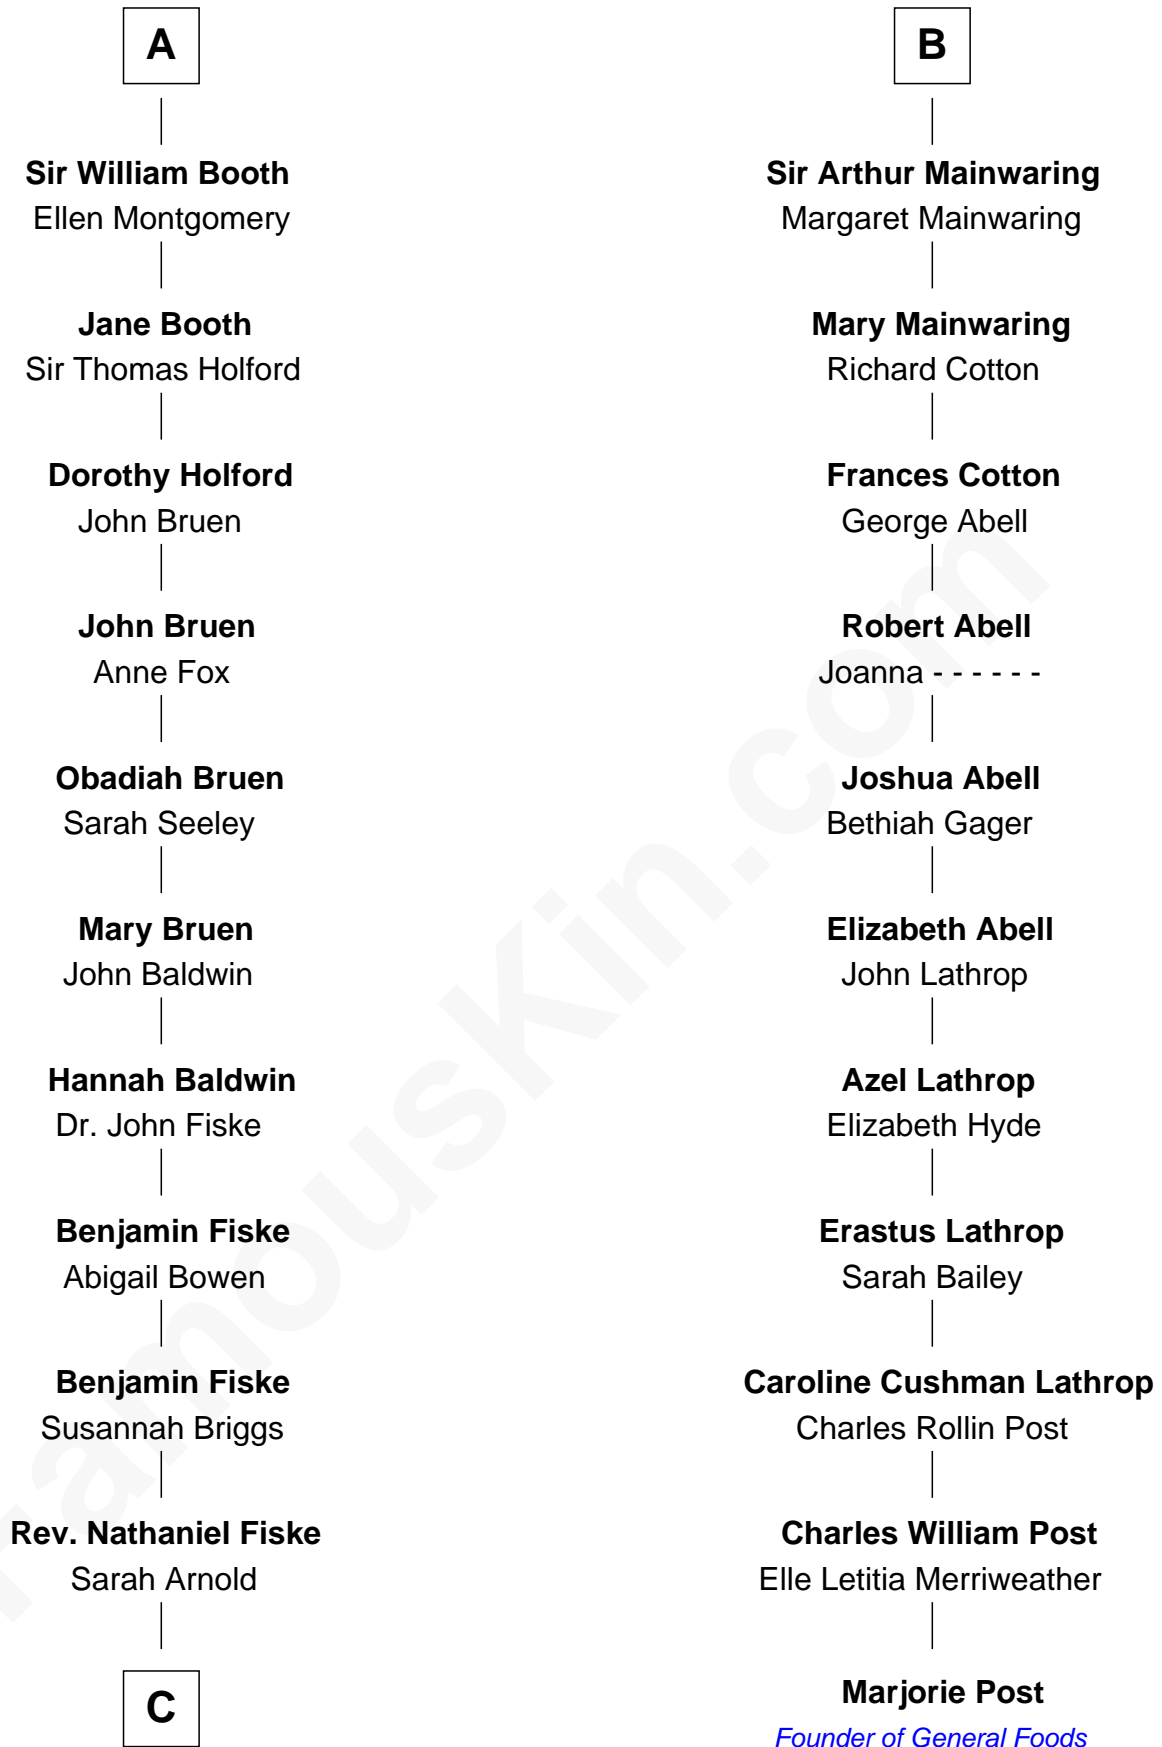 A
Sir William Booth
Ellen Montgomery
Jane Booth
Sir Thomas Holford
Dorothy Holford
John Bruen
John Bruen
Anne Fox
Obadiah Bruen
Sarah Seeley
Mary Bruen
John Baldwin
Hannah Baldwin
Dr. John Fiske
Benjamin Fiske
Abigail Bowen
Benjamin Fiske
Susannah Briggs
Rev. Nathaniel Fiske
Sarah Arnold
C
B
Sir Arthur Mainwaring
Margaret Mainwaring
Mary Mainwaring
Richard Cotton
Frances Cotton
George Abell
Robert Abell
Joanna - - - - - -
Joshua Abell
Bethiah Gager
Elizabeth Abell
John Lathrop
Azel Lathrop
Elizabeth Hyde
Erastus Lathrop
Sarah Bailey
Caroline Cushman Lathrop
Charles Rollin Post
Charles William Post
Elle Letitia Merriweather
Marjorie Post
Founder of General Foods
FamousKin.com